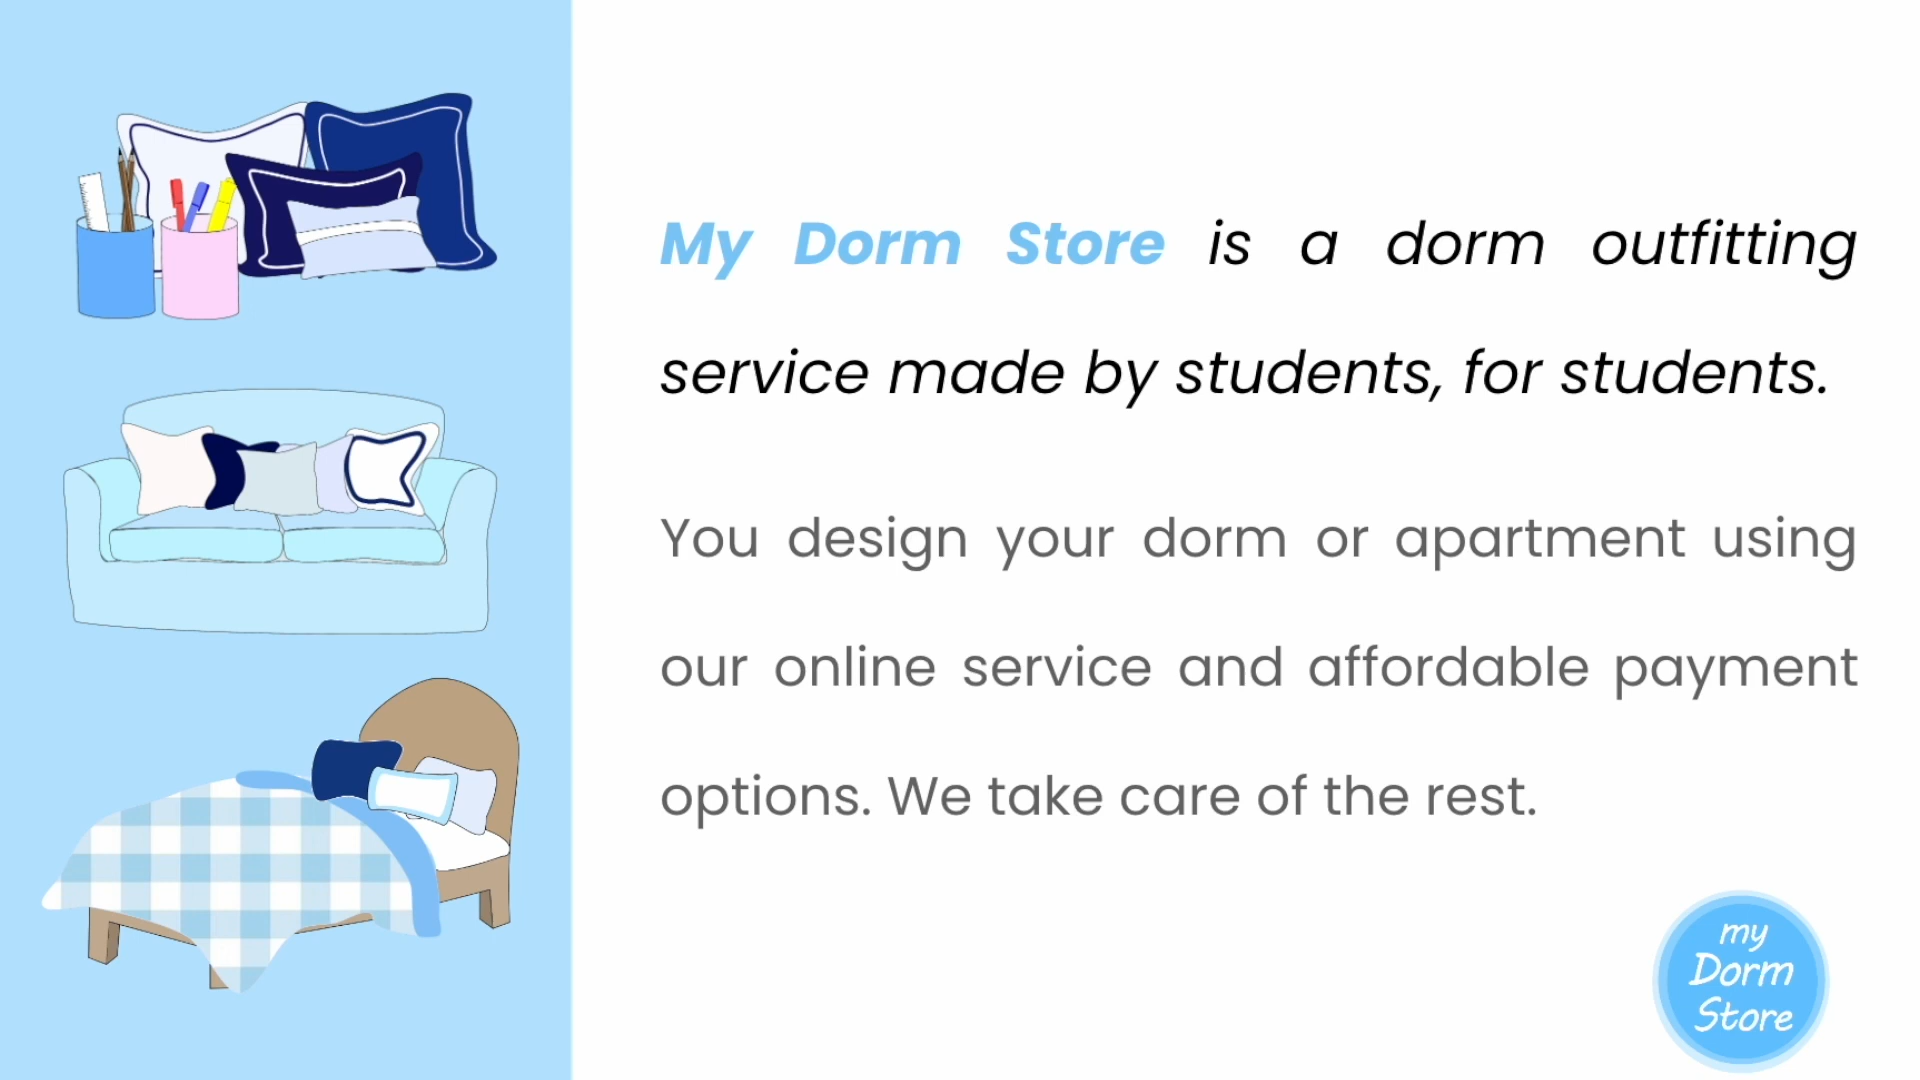 My Dorm Store is a dorm outfitting
service made by students, for students.
You design your dorm or apartment using
our online service and affordable payment
options. We take care of the rest.
my
Dorm
Store